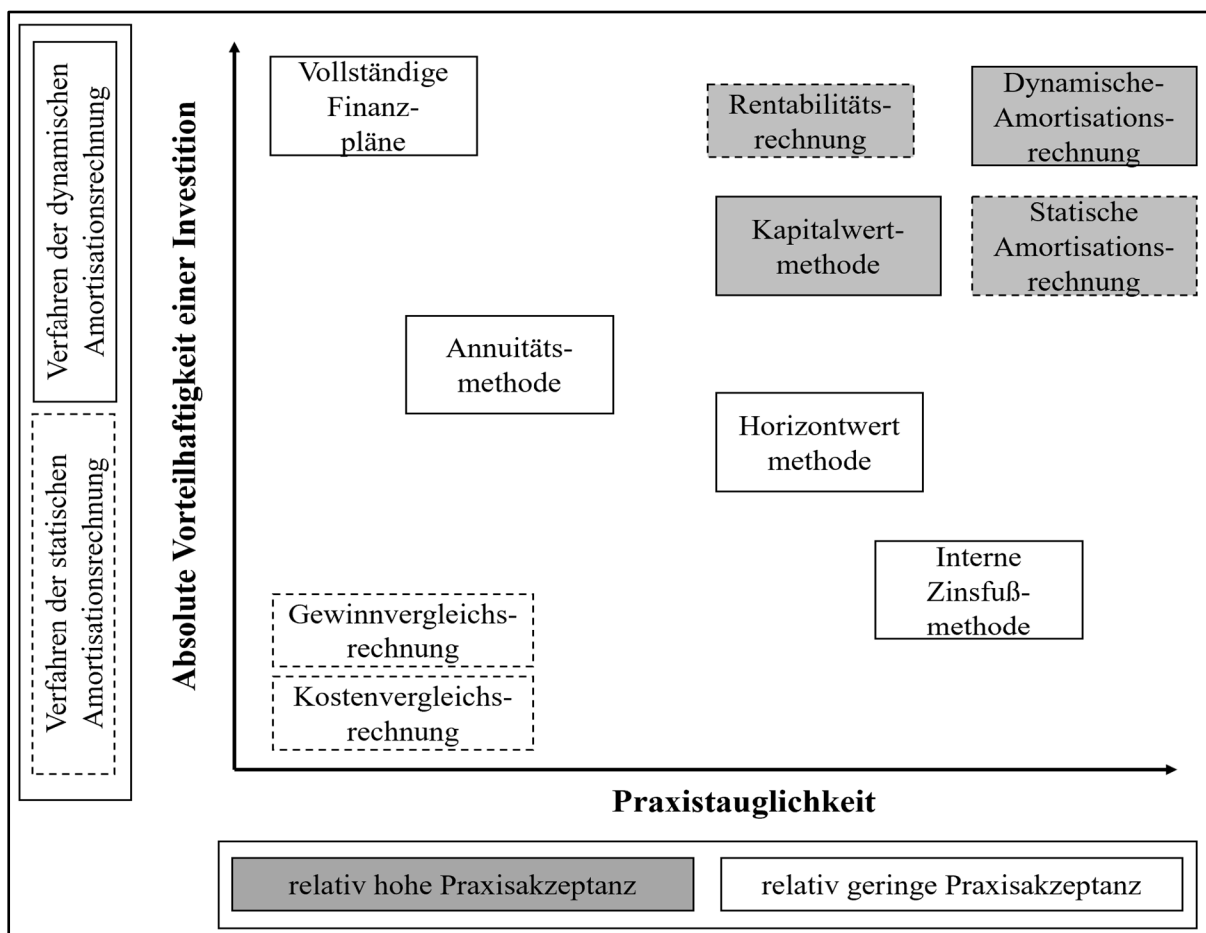 Verfahren der dynamischen
Amortisationsrechnung
Verfahren der statischen
Amortisationsrechnung
Absolute Vorteilhaftigkeit einer Investition
Vollständige
Finanz-
pläne
Rentabilitäts-
rechnung
Dynamische-
Amortisations-
rechnung
Kapitalwert-
methode
Statische
Amortisations-
rechnung
Annuitäts-
methode
Horizontwert
methode
Interne
Zinsfuß-
methode
Gewinnvergleichs-
rechnung
Kostenvergleichs-
rechnung
Praxistauglichkeit
relativ hohe Praxisakzeptanz
relativ geringe Praxisakzeptanz